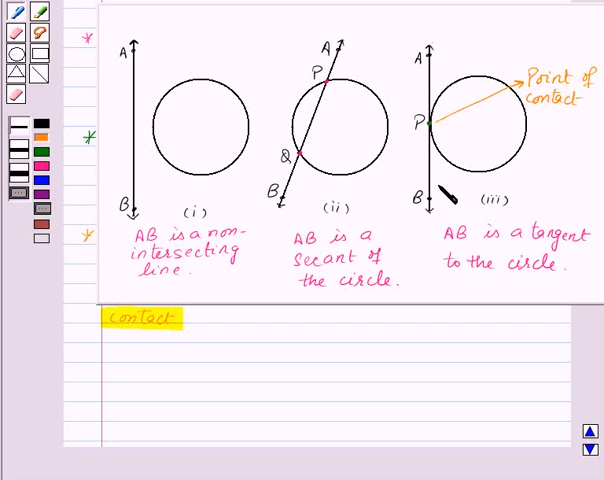 A
B
(i)
AB is a non-
intersecting
line.
A
P
Q
B
(ii)
AB is a
secant of
the circle.
A
P
B
(iii)
Point of
contact
AB is a tangent
to the circle.
contact